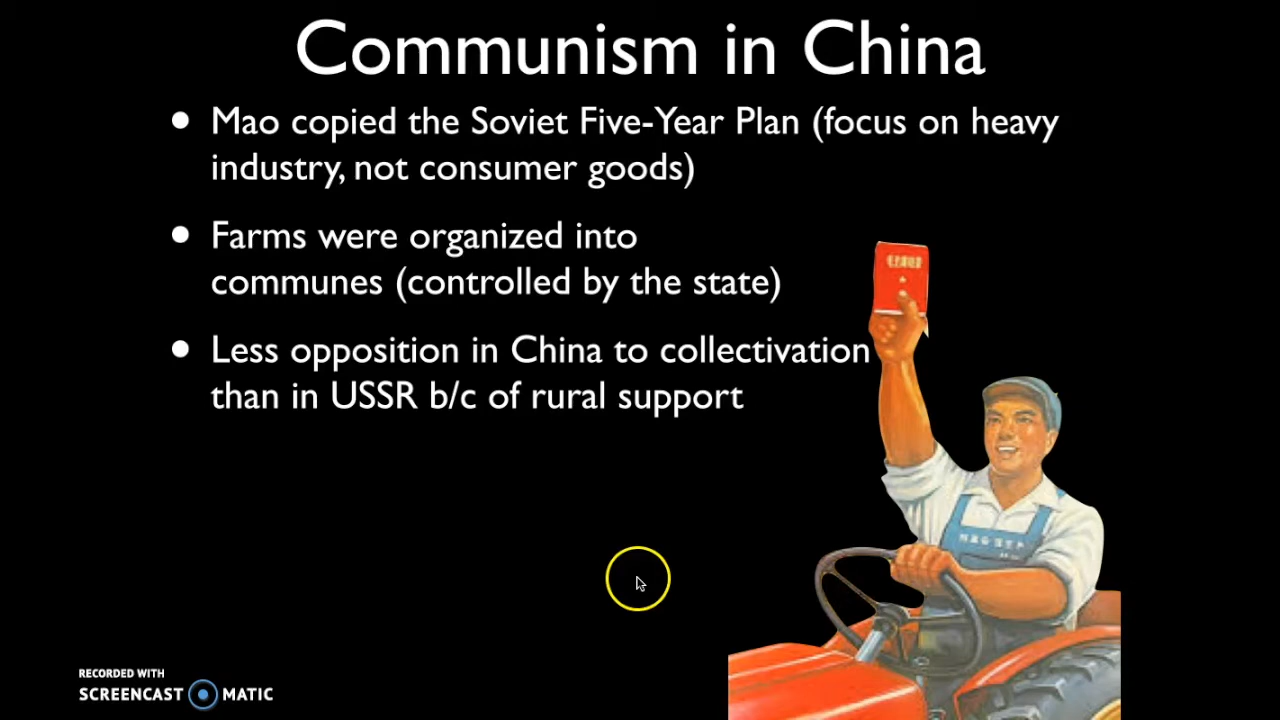 Communism in China
• Mao copied the Soviet Five-Year Plan (focus on heavy
industry, not consumer goods)
• Farms were organized into
communes (controlled by the state)
• Less opposition in China to collectivation
than in USSR b/c of rural support
RECORDED WITH
SCREENCAST MATIC